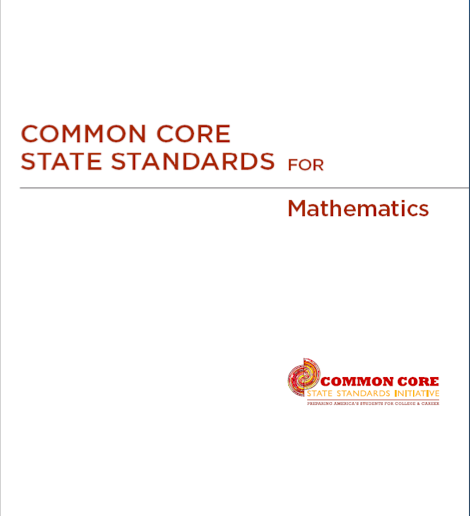 COMMON CORE
STATE STANDARDS FOR
Mathematics
COMMON CORE
STATE STANDARDS INITIATIVE
PREPARING AMERICA'S STUDENTS FOR COLLEGE & CAREER